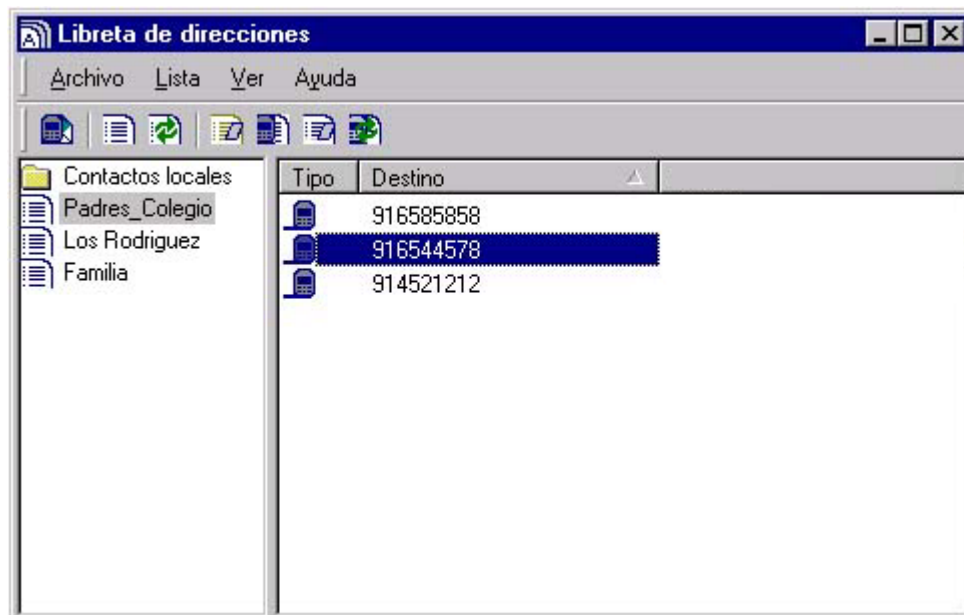 Libreta de direcciones
Archivo Lista Ver Ayuda
Contactos locales
Padres_Colegio
Los Rodriguez
Familia
Tipo Destino
916585858
916544578
914521212